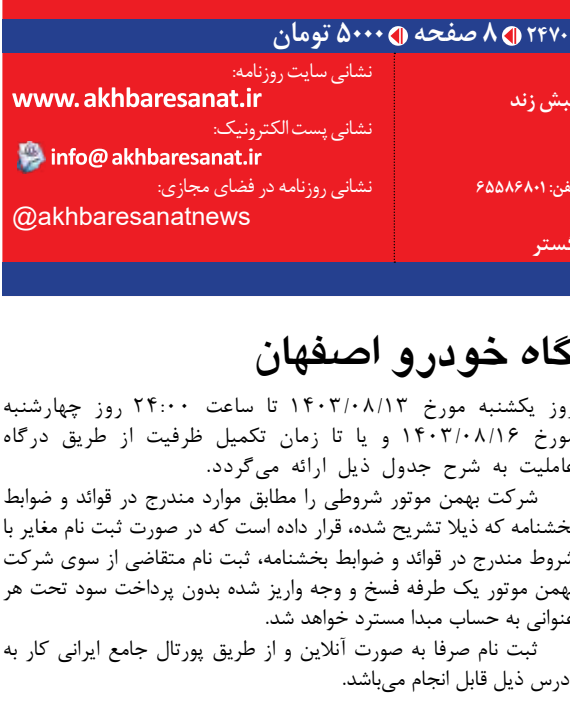 ۲۴۷۰ ۸ صفحه ۵۰۰۰ تومان
نبش زند
۶۵۵۸۶۸۰۱
گستر
نشانی سایت روزنامه:
www.akhbaresanat.ir
نشانی پست الکترونیک:
info@akhbaresanat.ir
نشانی روزنامه در فضای مجازی:
@akhbaresanatnews
خودرو اصفهان
روز یکشنبه مورخ ۱۴۰۳/۰۸/۱۳ تا ساعت ۲۴:۰۰ روز چهارشنبه
مورخ ۱۴۰۳/۰۸/۱۶ و یا تا زمان تکمیل ظرفیت از طریق درگاه
عاملیت به شرح جدول ذیل ارائه می‌گردد.
شرکت بهمن موتور شروطی را مطابق موارد مندرج در قوائد و ضوابط
بخشنامه که ذیلا تشریح شده، قرار داده است که در صورت ثبت نام مغایر با
شروط مندرج در قوائد و ضوابط بخشنامه، ثبت نام متقاضی از سوی شرکت
بهمن موتور یک طرفه فسخ و وجه واریز شده بدون پرداخت سود تحت هر
عنوانی به حساب مبدا مسترد خواهد شد.
ثبت نام صرفا به صورت آنلاین و از طریق پورتال جامع ایرانی کار به
درس ذیل قابل انجام می‌باشد.